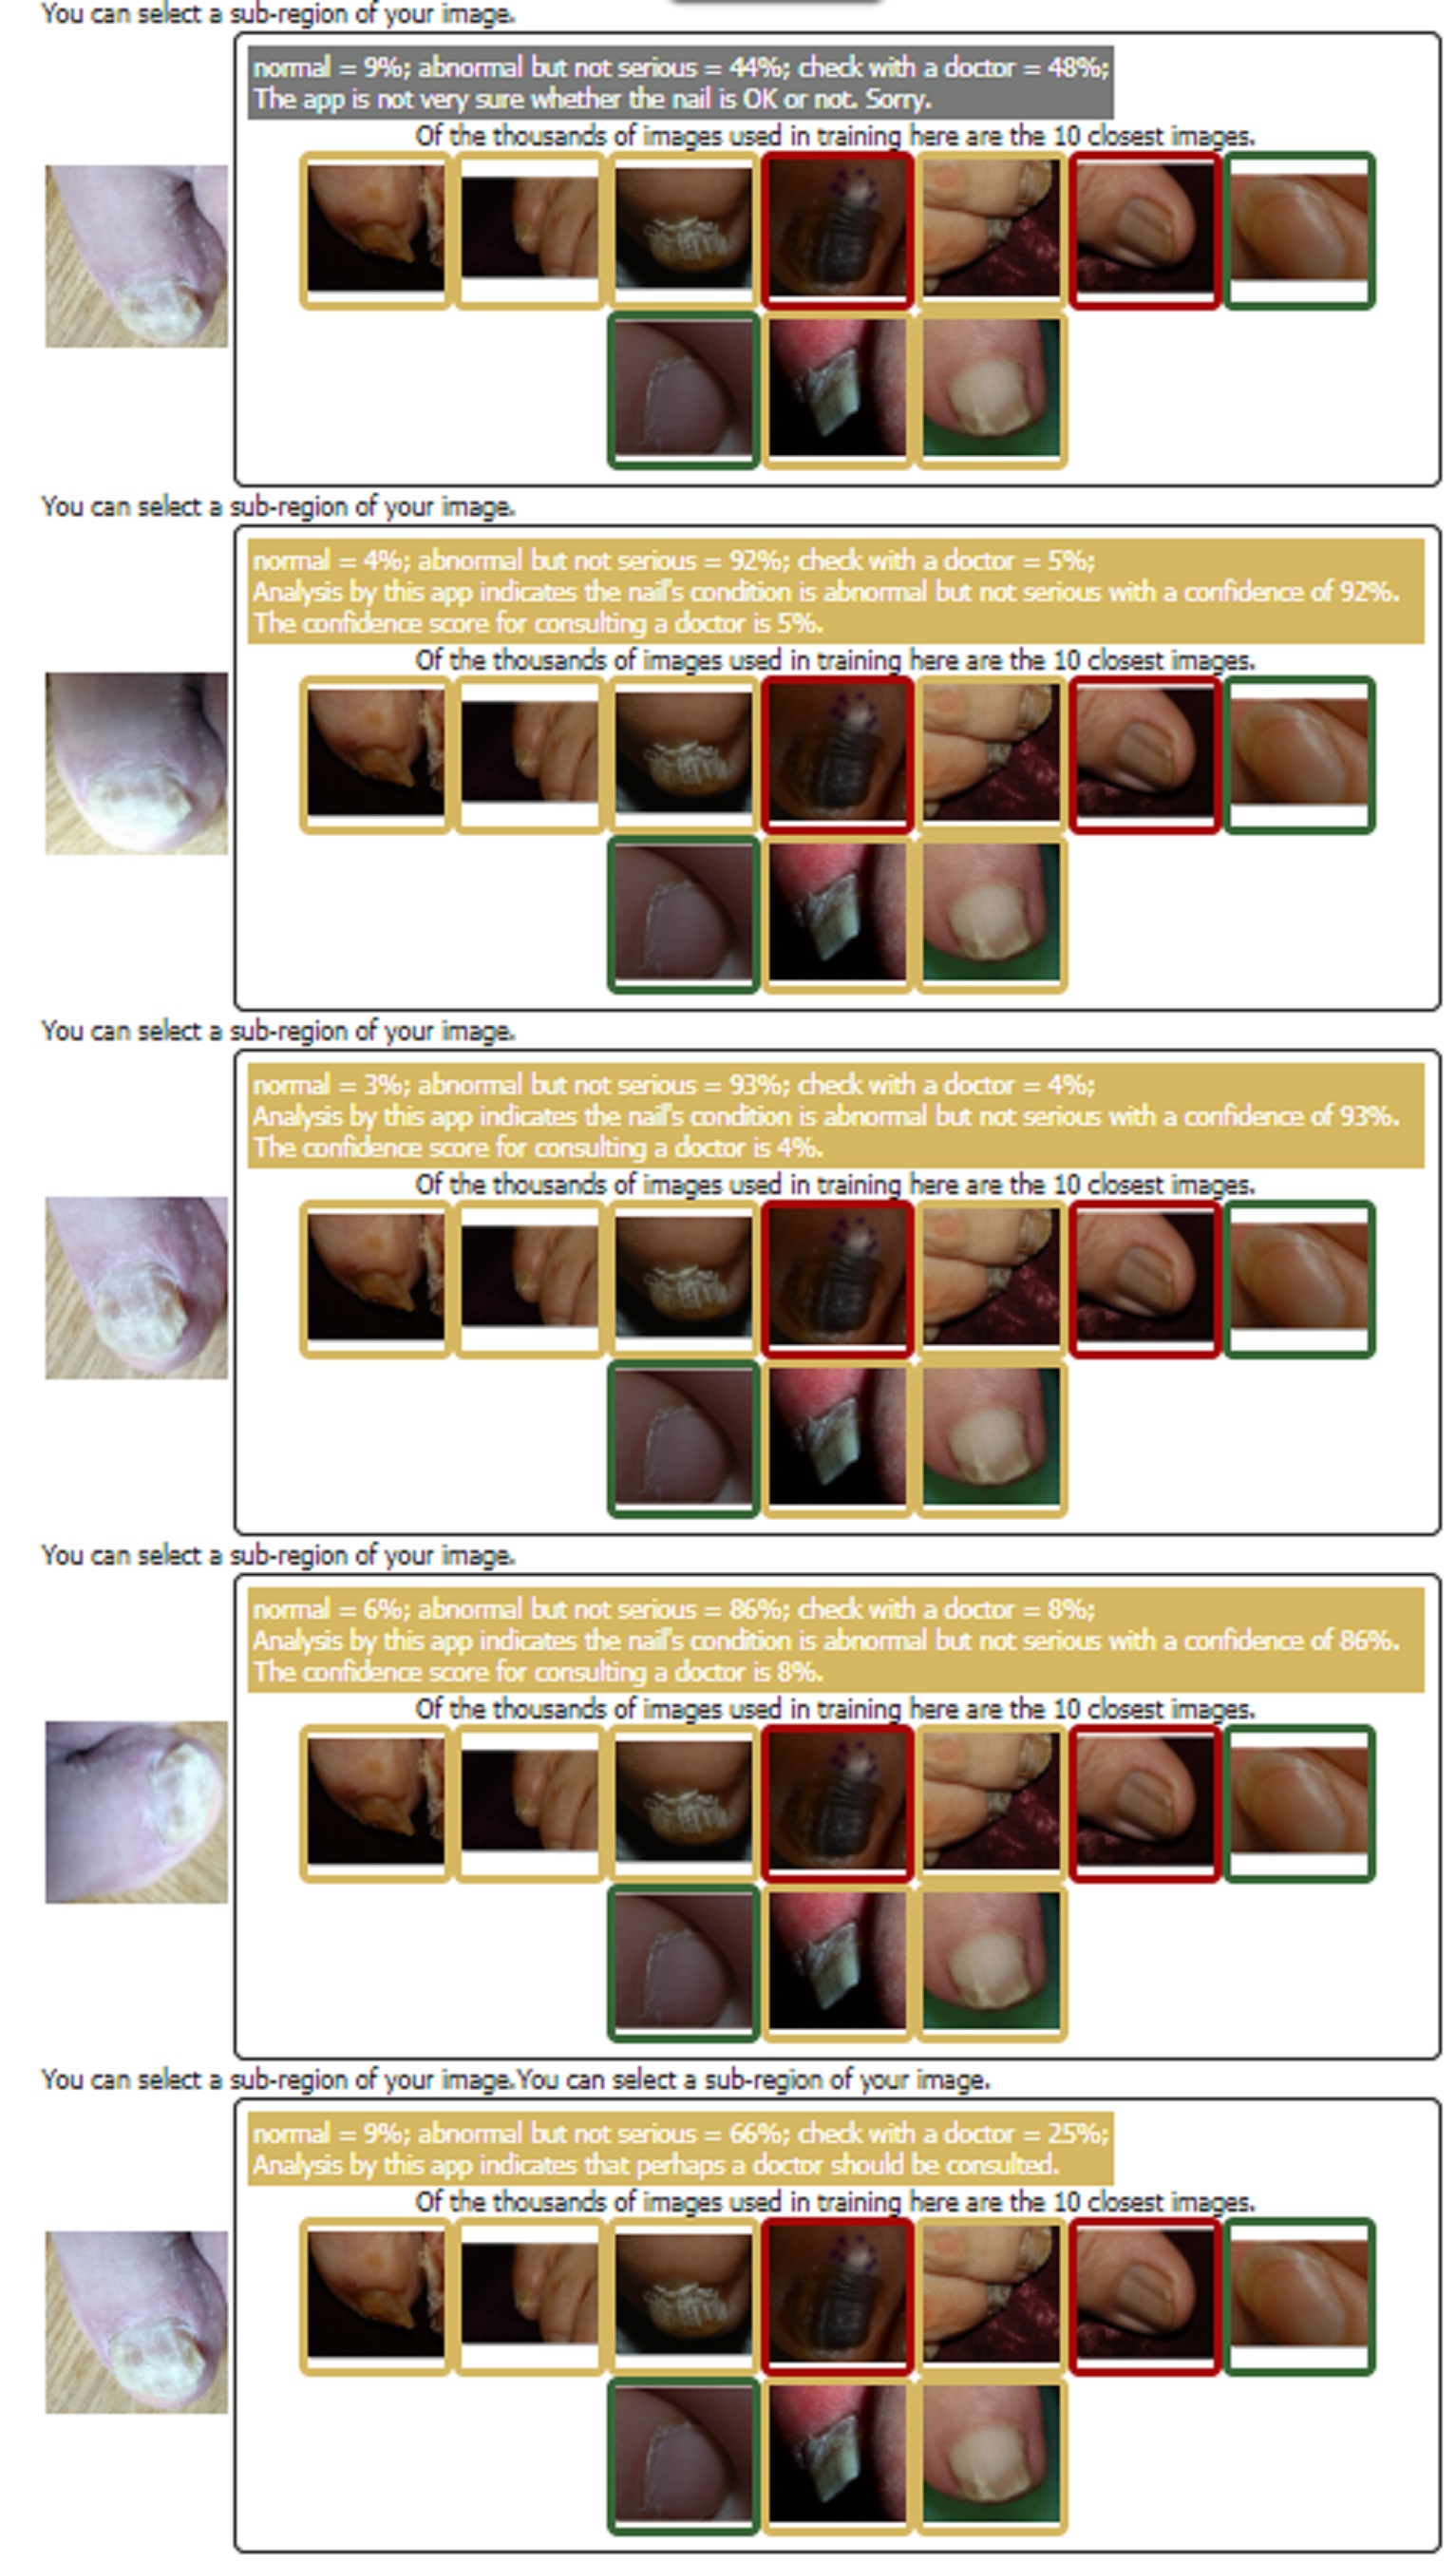 You can select a sub-region of your image.
normal = 9%; abnormal but not serious = 44%; check with a doctor = 48%;
The app is not very sure whether the nail is OK or not. Sorry.
Of the thousands of images used in training here are the 10 closest images.
You can select a sub-region of your image.
normal = 4%; abnormal but not serious = 92%; check with a doctor = 5%;
Analysis by this app indicates the nail's condition is abnormal but not serious with a confidence of 92%.
The confidence score for consulting a doctor is 5%.
Of the thousands of images used in training here are the 10 closest images.
You can select a sub-region of your image.
normal = 3%; abnormal but not serious = 93%; check with a doctor = 4%;
Analysis by this app indicates the nail's condition is abnormal but not serious with a confidence of 93%.
The confidence score for consulting a doctor is 4%.
Of the thousands of images used in training here are the 10 closest images.
You can select a sub-region of your image.
normal = 6%; abnormal but not serious = 86%; check with a doctor = 8%;
Analysis by this app indicates the nail's condition is abnormal but not serious with a confidence of 86%.
The confidence score for consulting a doctor is 8%.
Of the thousands of images used in training here are the 10 closest images.
You can select a sub-region of your image.You can select a sub-region of your image.
normal = 9%; abnormal but not serious = 66%; check with a doctor = 25%;
Analysis by this app indicates that perhaps a doctor should be consulted.
Of the thousands of images used in training here are the 10 closest images.